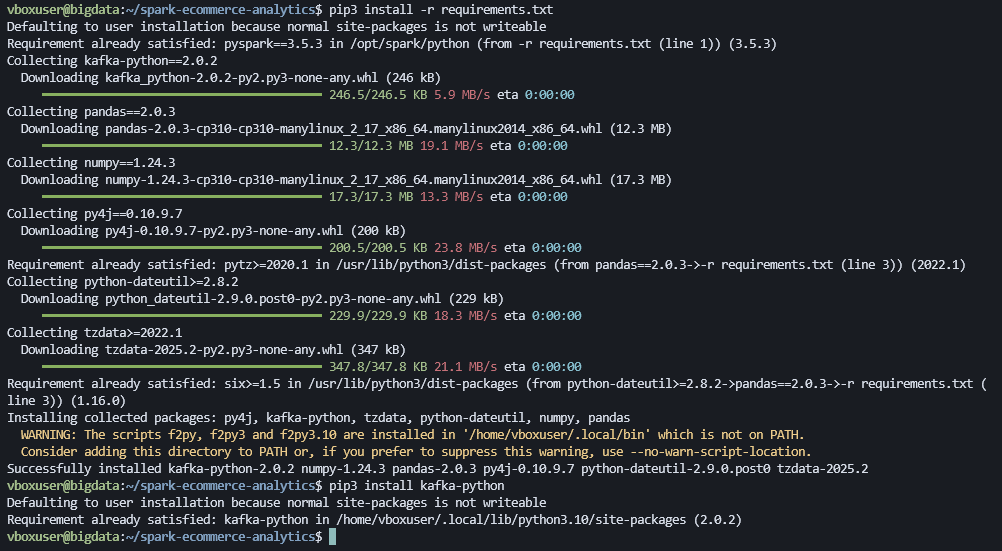 vboxuser@bigdata:~/spark-ecommerce-analytics$ pip3 install -r requirements.txt
Defaulting to user installation because normal site-packages is not writeable
Requirement already satisfied: pyspark==3.5.3 in /opt/spark/python (from -r requirements.txt (line 1)) (3.5.3)
Collecting kafka-python==2.0.2
  Downloading kafka_python-2.0.2-py2.py3-none-any.whl (246 kB)
246.5/246.5 KB 5.9 MB/s eta 0:00:00
Collecting pandas==2.0.3
  Downloading pandas-2.0.3-cp310-cp310-manylinux_2_17_x86_64.manylinux2014_x86_64.whl (12.3 MB)
12.3/12.3 MB 19.1 MB/s eta 0:00:00
Collecting numpy==1.24.3
  Downloading numpy-1.24.3-cp310-cp310-manylinux_2_17_x86_64.manylinux2014_x86_64.whl (17.3 MB)
17.3/17.3 MB 13.3 MB/s eta 0:00:00
Collecting py4j==0.10.9.7
  Downloading py4j-0.10.9.7-py2.py3-none-any.whl (200 kB)
200.5/200.5 KB 23.8 MB/s eta 0:00:00
Requirement already satisfied: pytz>=2020.1 in /usr/lib/python3/dist-packages (from pandas==2.0.3->-r requirements.txt (line 3)) (2022.1)
Collecting python-dateutil>=2.8.2
  Downloading python_dateutil-2.9.0.post0-py2.py3-none-any.whl (229 kB)
229.9/229.9 KB 18.3 MB/s eta 0:00:00
Collecting tzdata>=2022.1
  Downloading tzdata-2025.2-py2.py3-none-any.whl (347 kB)
347.8/347.8 KB 21.1 MB/s eta 0:00:00
Requirement already satisfied: six>=1.5 in /usr/lib/python3/dist-packages (from python-dateutil>=2.8.2->pandas==2.0.3->-r requirements.txt (
line 3)) (1.16.0)
Installing collected packages: py4j, kafka-python, tzdata, python-dateutil, numpy, pandas
  WARNING: The scripts f2py, f2py3 and f2py3.10 are installed in '/home/vboxuser/.local/bin' which is not on PATH.
  Consider adding this directory to PATH or, if you prefer to suppress this warning, use --no-warn-script-location.
Successfully installed kafka-python-2.0.2 numpy-1.24.3 pandas-2.0.3 py4j-0.10.9.7 python-dateutil-2.9.0.post0 tzdata-2025.2
vboxuser@bigdata:~/spark-ecommerce-analytics$ pip3 install kafka-python
Defaulting to user installation because normal site-packages is not writeable
Requirement already satisfied: kafka-python in /home/vboxuser/.local/lib/python3.10/site-packages (2.0.2)
vboxuser@bigdata:~/spark-ecommerce-analytics$